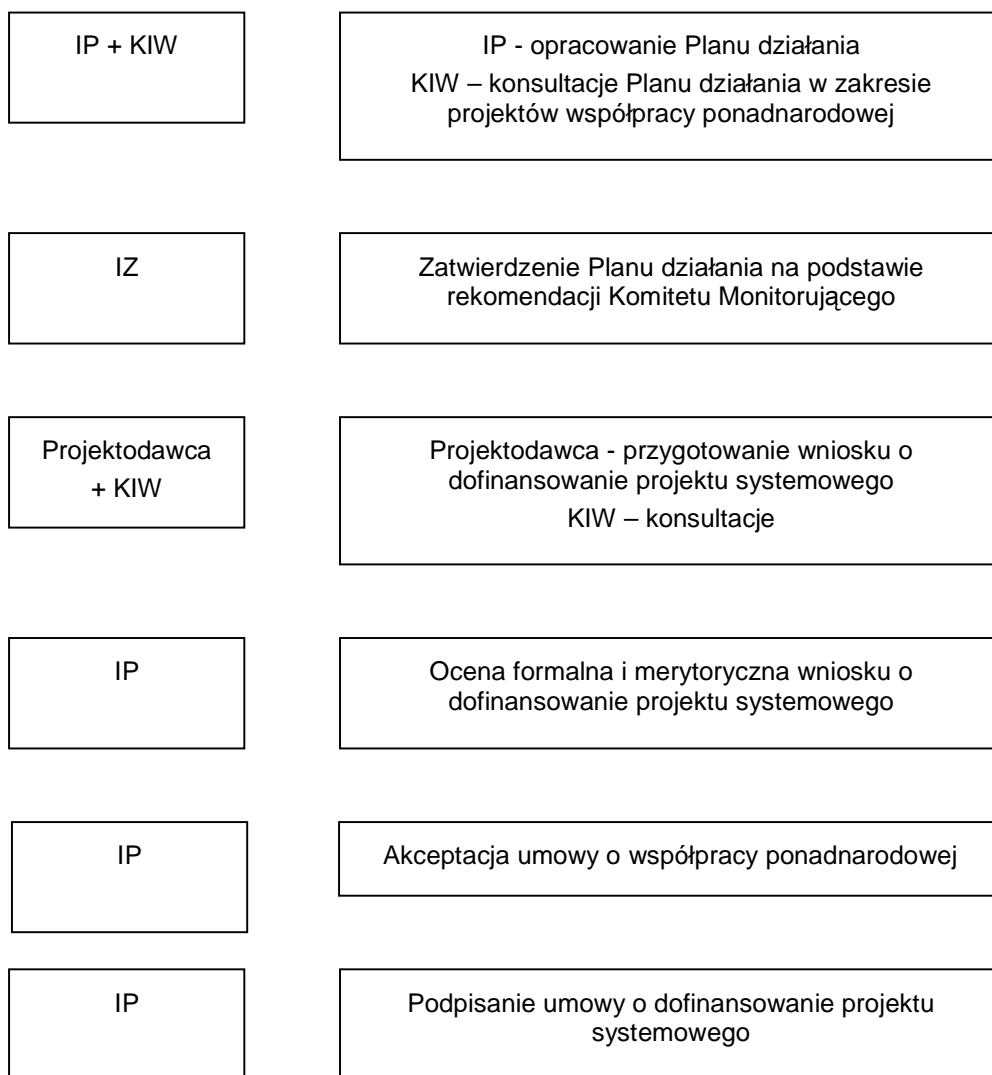 IP + KIW
IP - opracowanie Planu działania
KIW – konsultacje Planu działania w zakresie
projektów współpracy ponadnarodowej
IZ
Zatwierdzenie Planu działania na podstawie
rekomendacji Komitetu Monitorującego
Projektodawca
+ KIW
Projektodawca - przygotowanie wniosku o
dofinansowanie projektu systemowego
KIW – konsultacje
IP
Ocena formalna i merytoryczna wniosku o
dofinansowanie projektu systemowego
IP
Akceptacja umowy o współpracy ponadnarodowej
IP
Podpisanie umowy o dofinansowanie projektu
systemowego